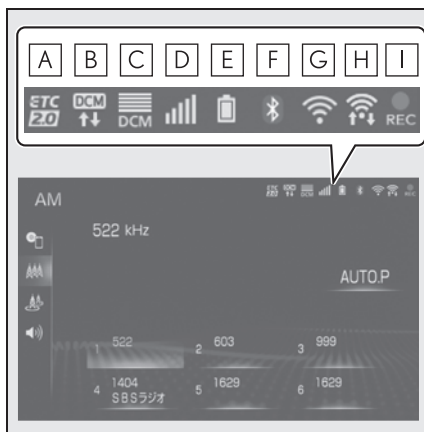 A B C D E F G H I
ETC 2.0
DCM
DCM
REC
AM
522 kHz
AUTO.P
1 522
2 603
3 999
4 1404 SBSラジオ
5 1629
6 1629